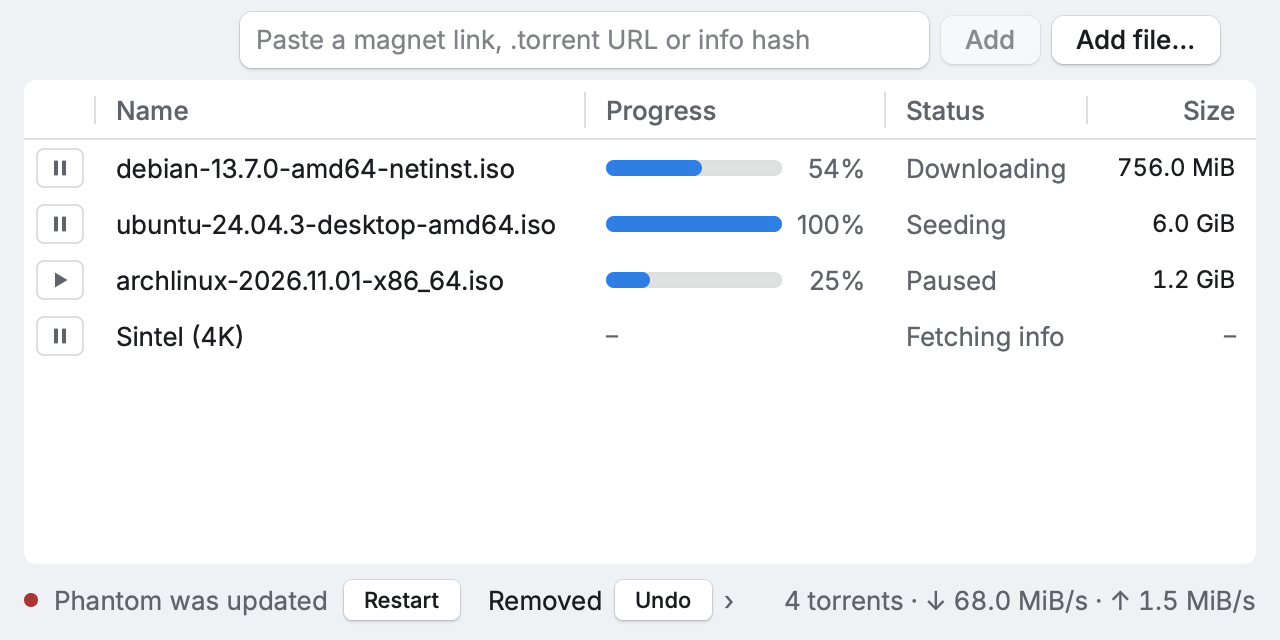 Paste a magnet link, .torrent URL or info hash Add Add file...
Name Progress Status Size
debian-13.7.0-amd64-netinst.iso 54% Downloading 756.0 MiB
ubuntu-24.04.3-desktop-amd64.iso 100% Seeding 6.0 GiB
archlinux-2026.11.01-x86_64.iso 25% Paused 1.2 GiB
Sintel (4K) – Fetching info –
Phantom was updated Restart Removed Undo › 4 torrents · ↓ 68.0 MiB/s · ↑ 1.5 MiB/s